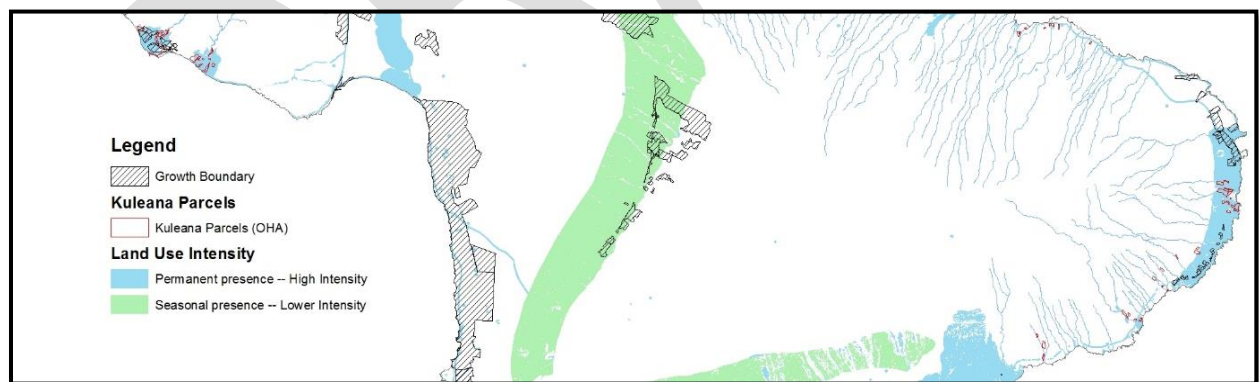 Legend
Growth Boundary
Kuleana Parcels
Kuleana Parcels (OHA)
Land Use Intensity
Permanent presence -- High Intensity
Seasonal presence -- Lower Intensity